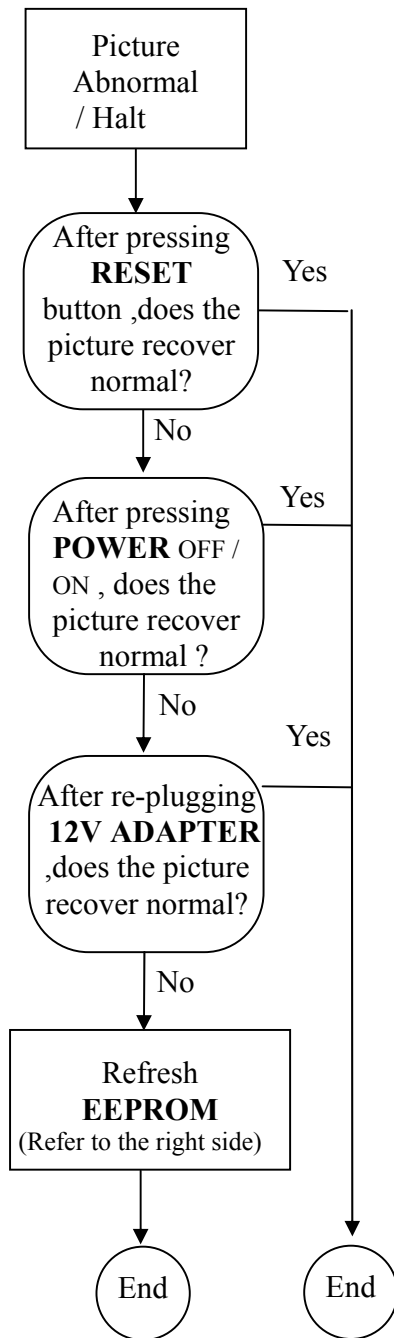 Picture
Abnormal
/ Halt
After pressing
RESET
button ,does the
picture recover
normal?
Yes
No
After pressing
POWER OFF /
ON , does the
picture recover
normal ?
Yes
No
After re-plugging
12V ADAPTER
,does the picture
recover normal?
Yes
No
Refresh
EEPROM
(Refer to the right side)
End
End